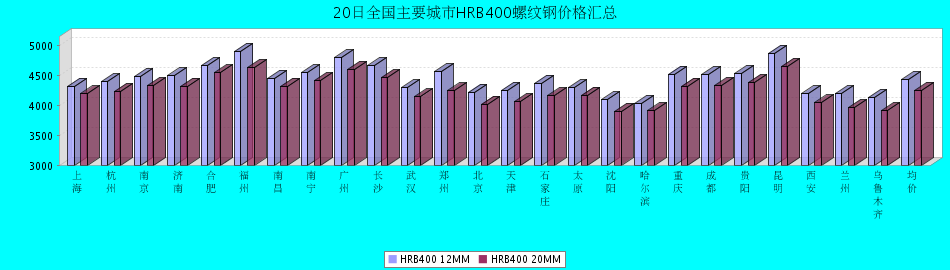 20日全国主要城市HRB400螺纹钢价格汇总
5000
4500
4000
3500
3000
上海
杭州
南京
济南
合肥
福州
南昌
南宁
广州
长沙
武汉
郑州
北京
天津
石家庄
太原
沈阳
哈尔滨
重庆
成都
贵阳
昆明
西安
兰州
乌鲁木齐
均价
HRB400 12MM HRB400 20MM